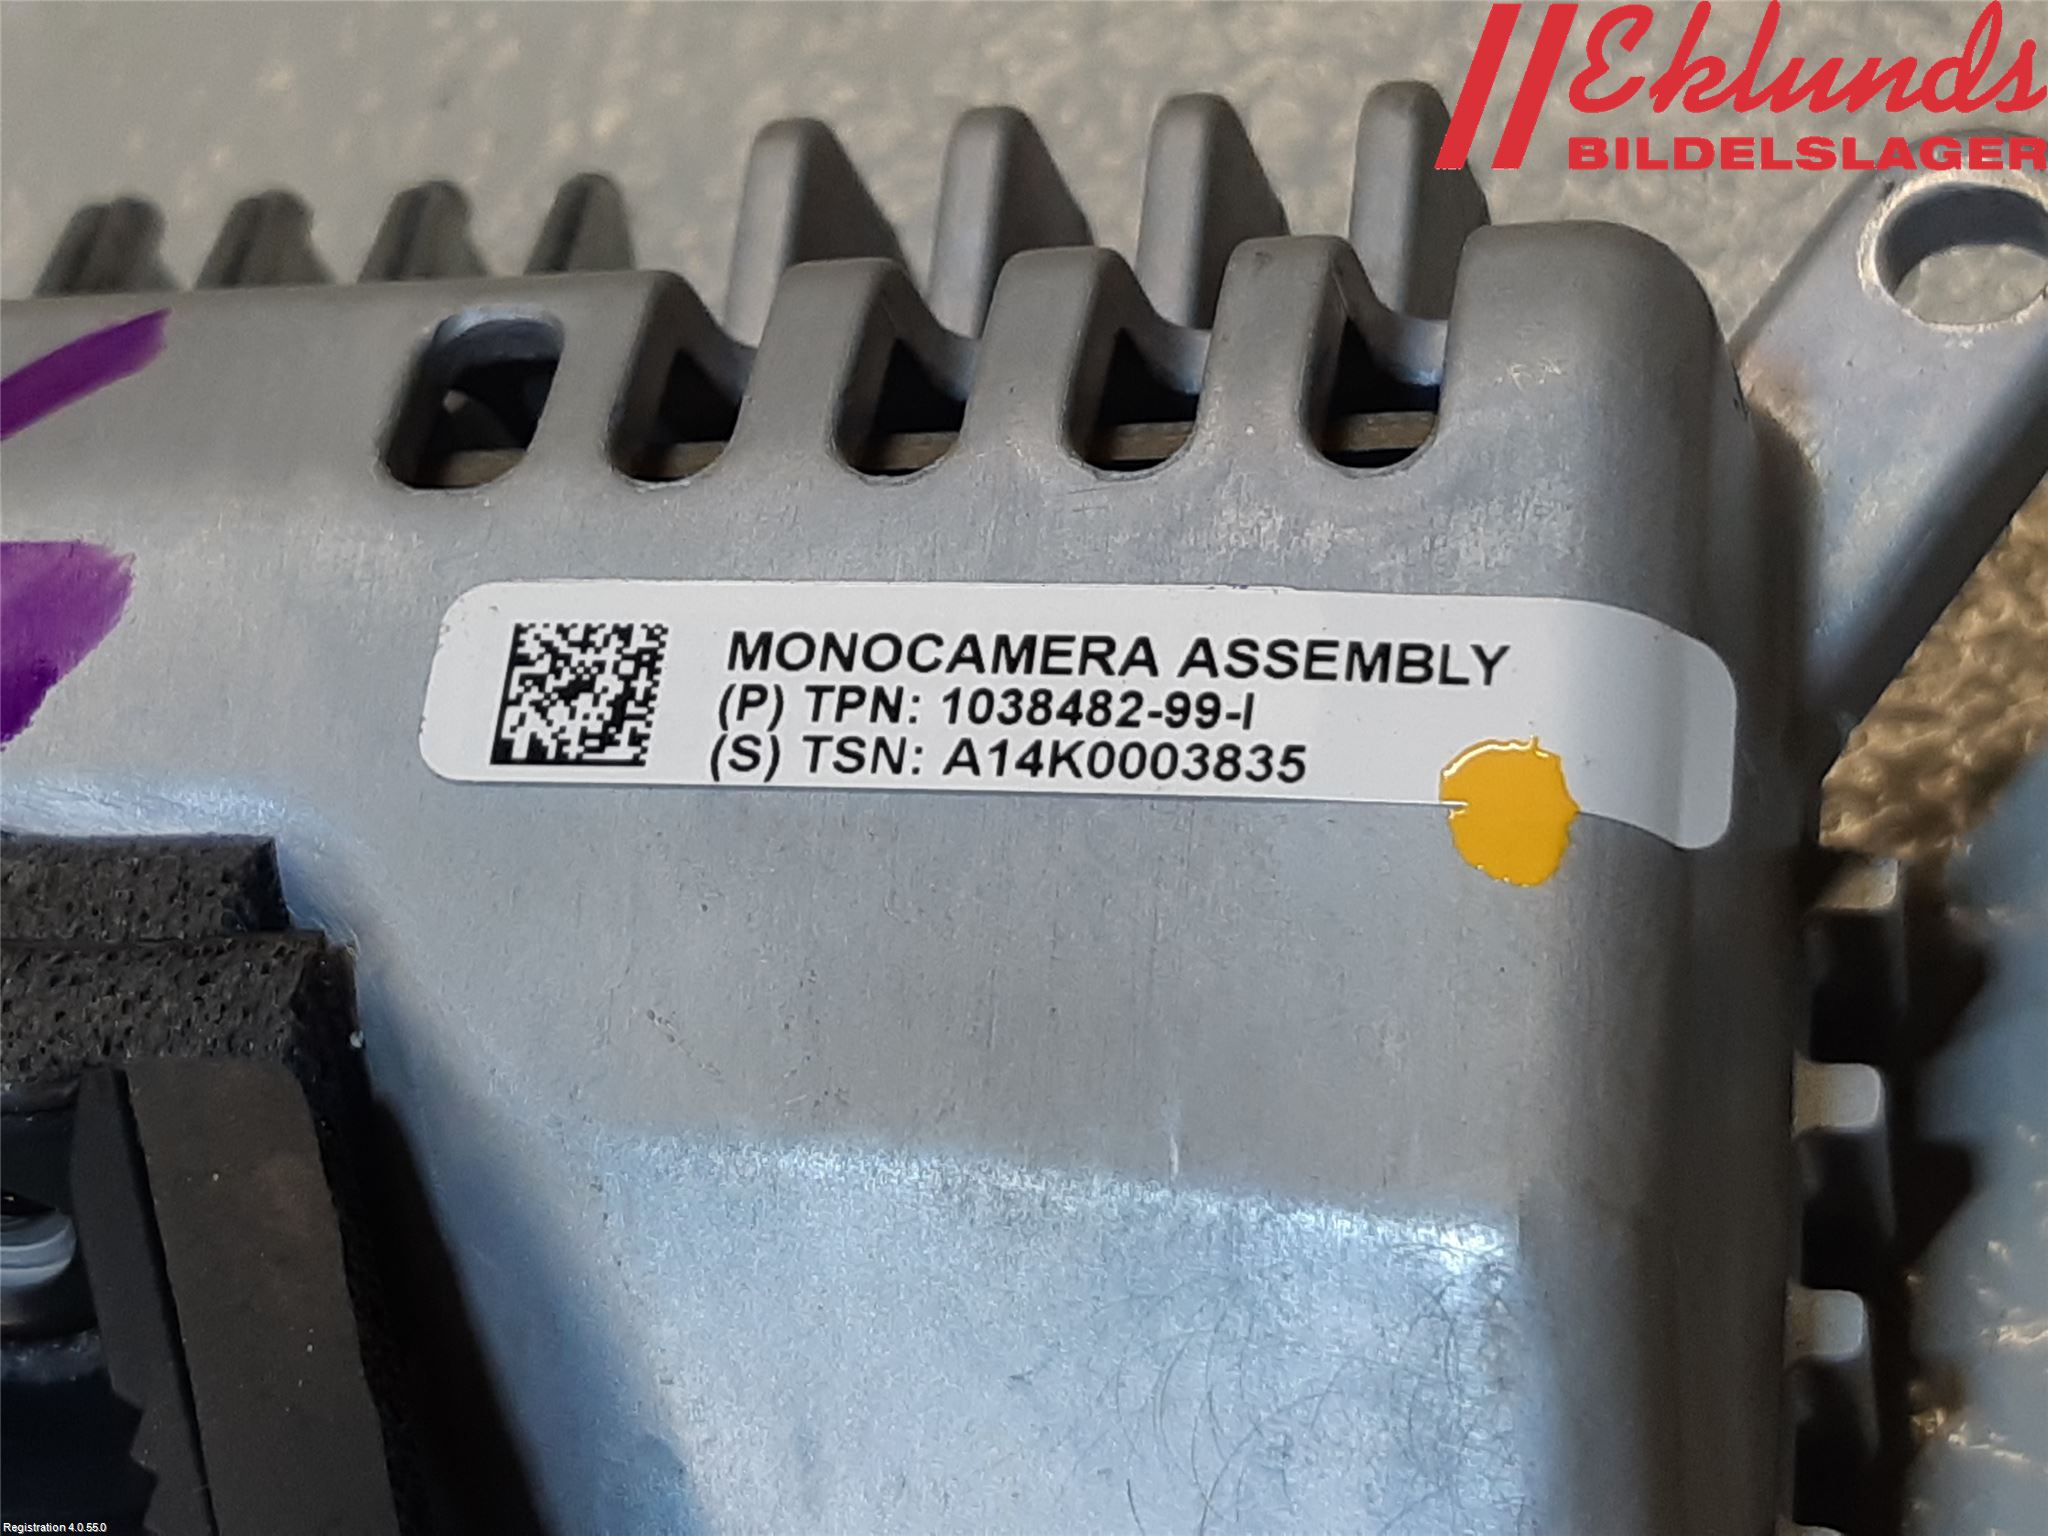 Eklunds
BILDELSLAGER
MONOCAMERA ASSEMBLY
(P) TPN: 1038482-99-I
(S) TSN: A14K0003835
Registration 4.0.55.0